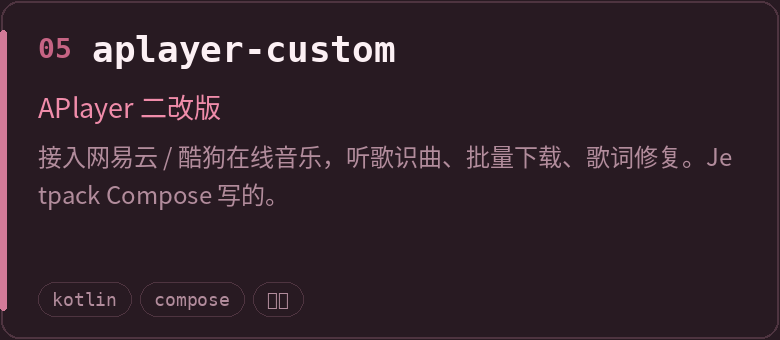 05 aplayer-custom
APlayer 二改版
接入网易云 / 酷狗在线音乐，听歌识曲、批量下载、歌词修复。Je
tpack Compose 写的。
kotlin compose